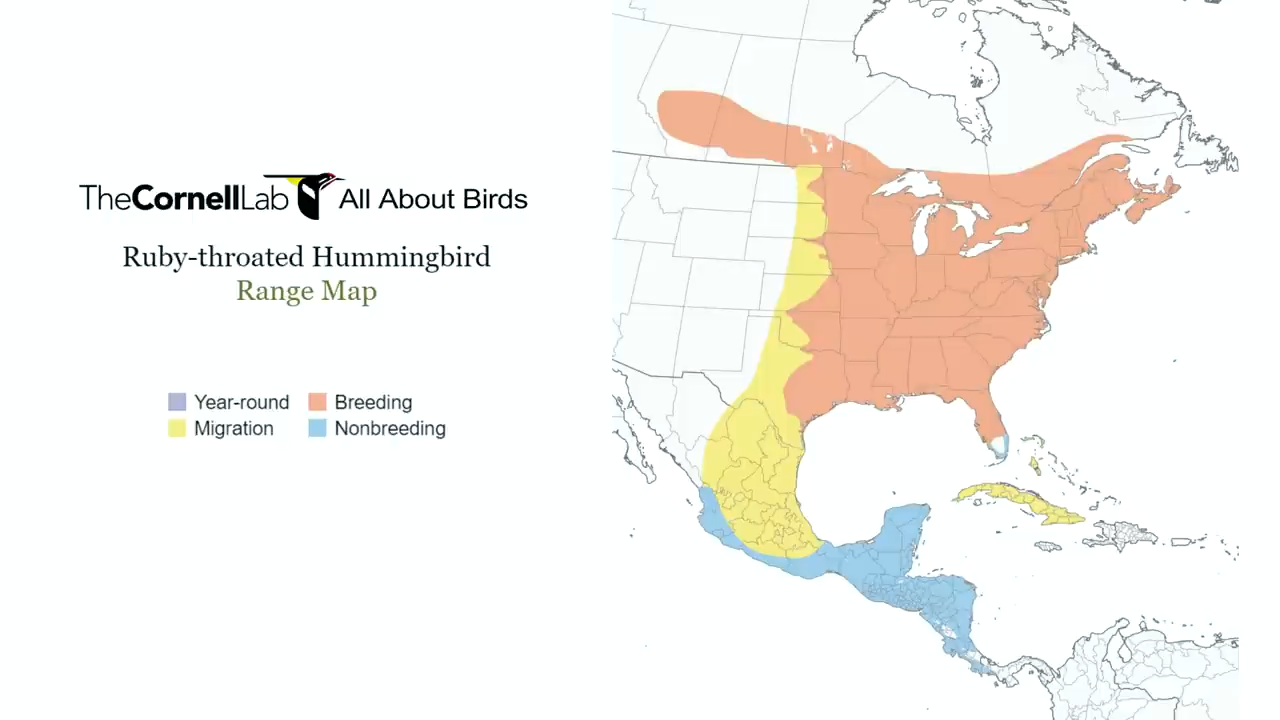 TheCornellLab All About Birds
Ruby-throated Hummingbird
Range Map
Year-round Breeding
Migration Nonbreeding